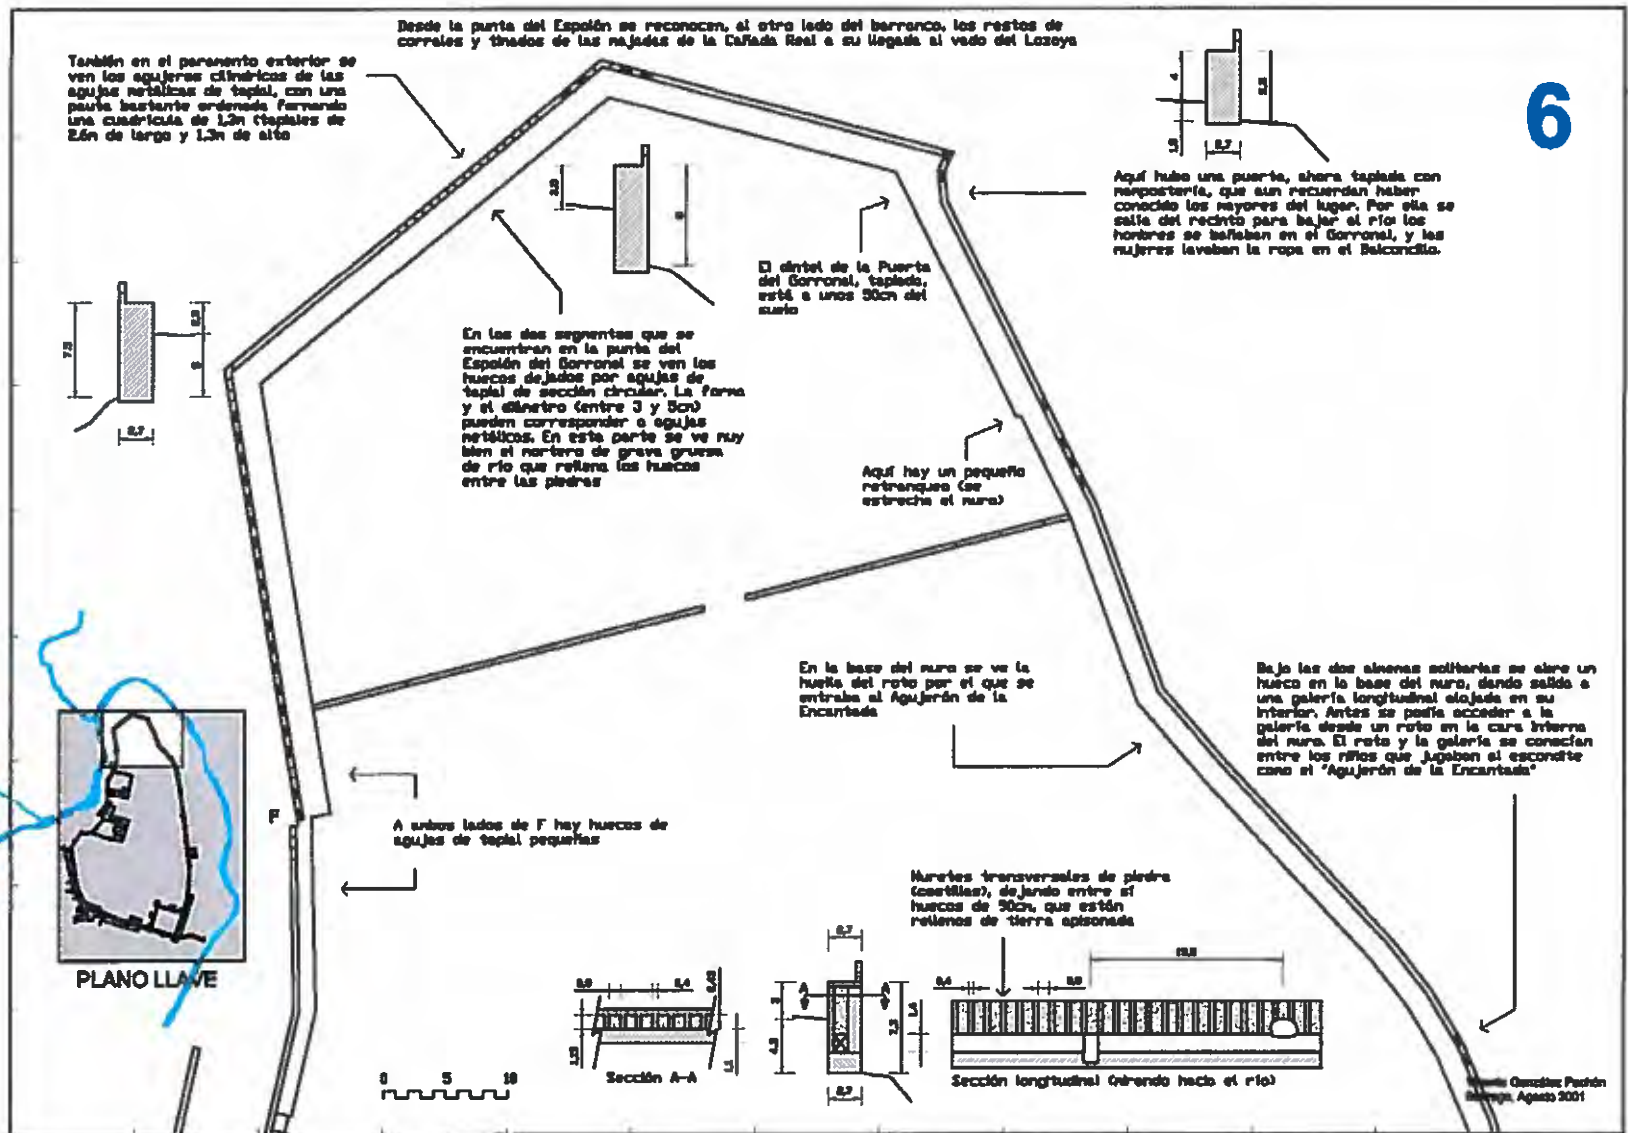 Desde la punta del Espolón se reconocen, al otro lado del barranco, los restos de
corrales y tinados de las majadas de la Cañada Real a su llegada al vado del Lozoya
También en el paramento exterior se
ven los agujeros cilíndricos de las
agujas metálicas de tapial, con una
pauta bastante ordenada formando
una cuadrícula de 1,3m (tapiales de
2,6m de largo y 1,3m de alto
6
Aquí hubo una puerta, ahora tapiada con
mampostería, que aun recuerdan haber
conocido los mayores del lugar. Por ella se
salía del recinto para bajar al río: los
hombres se bañaban en el Gorronal, y las
mujeres lavaban la ropa en el Balconcillo.
El dintel de la Puerta
del Gorronal, tapiada,
está a unos 50cm del
suelo
En los dos segmentos que se
encuentran en la punta del
Espolón del Gorronal se ven los
huecos dejados por agujas de
tapial de sección circular. La forma
y el diámetro (entre 3 y 5cm)
pueden corresponder a agujas
metálicas. En esta parte se ve muy
bien el mortero de grava gruesa
de río que rellena los huecos
entre las piedras
Aquí hay un pequeño
retranqueo (se
estrecha el muro)
En la base del muro se ve la
huella del roto por el que se
entraba al Agujerón de la
Encantada
Bajo las dos almenas solitarias se abre un
hueco en la base del muro, dando salida a
una galería longitudinal alojada en su
interior. Antes se podía acceder a la
galería desde un roto en la cara interna
del muro. El roto y la galería se conocían
entre los niños que jugaban al escondite
como el "Agujerón de la Encantada"
F
A ambos lados de F hay huecos de
agujas de tapial pequeñas
PLANO LLAVE
Muretes transversales de piedra
(costillas), dejando entre sí
huecos de 90cm, que están
rellenos de tierra apisonada
2,7
2,7
2,7
2,7
7,5
4
A A
0 5 10
Sección A-A
Sección longitudinal (mirando hacia el río)
González Pachón
Agosto 2001